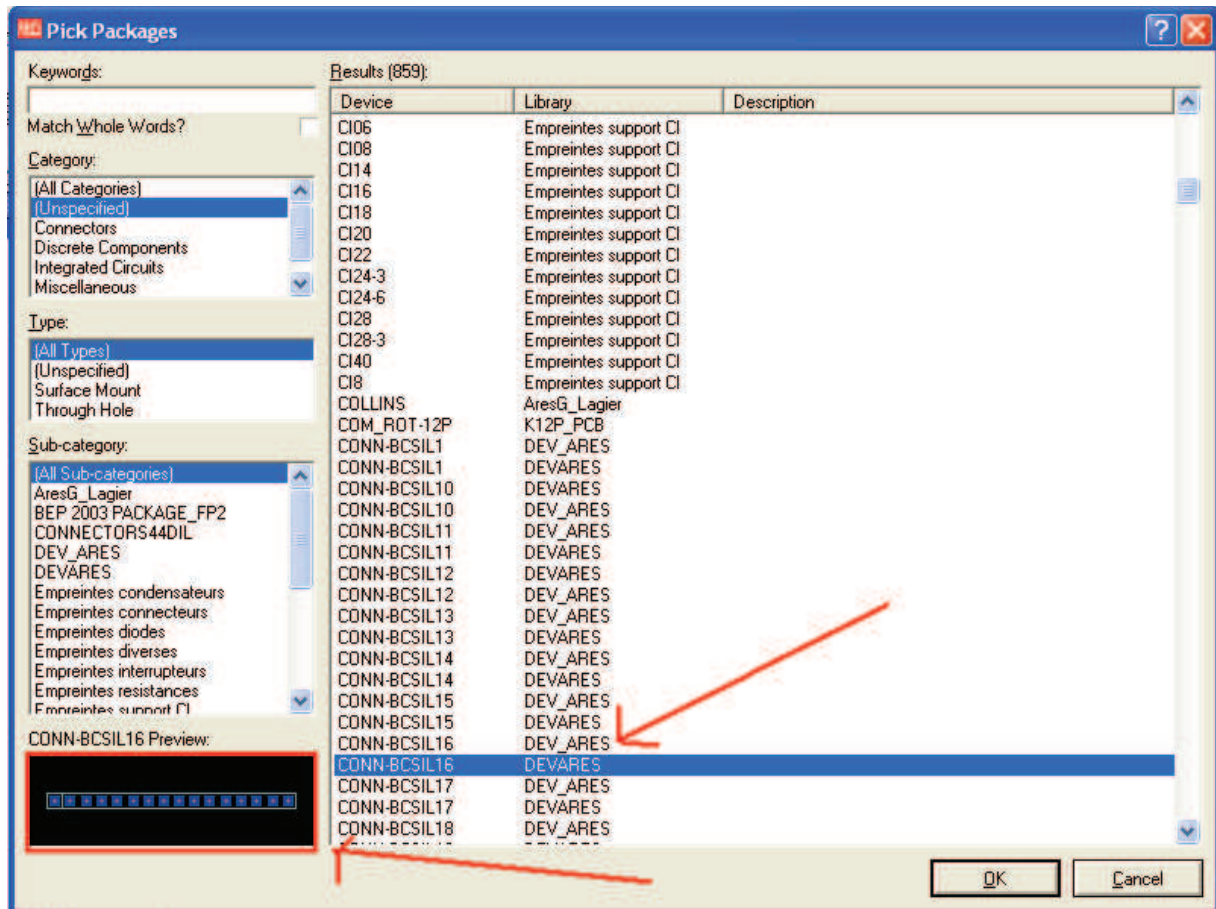 Pick Packages
Keywords:
Match Whole Words?
Category:
(All Categories)
(Unspecified)
Connectors
Discrete Components
Integrated Circuits
Miscellaneous
Type:
(All Types)
(Unspecified)
Surface Mount
Through Hole
Sub-category:
(All Sub-categories)
AresG_Lagier
BEP 2003 PACKAGE_FP2
CONNECTORS44DIL
DEV_ARES
DEVARES
Empreintes condensateurs
Empreintes connecteurs
Empreintes diodes
Empreintes diverses
Empreintes interrupteurs
Empreintes resistances
Empreintes support CI
CONN-BCSIL16 Preview:
Results (859):
Device Library Description
CI06 Empreintes support CI
CI08 Empreintes support CI
CI14 Empreintes support CI
CI16 Empreintes support CI
CI18 Empreintes support CI
CI20 Empreintes support CI
CI22 Empreintes support CI
CI24-3 Empreintes support CI
CI24-6 Empreintes support CI
CI28 Empreintes support CI
CI28-3 Empreintes support CI
CI40 Empreintes support CI
CI8 Empreintes support CI
COLLINS AresG_Lagier
COM_ROT-12P K12P_PCB
CONN-BCSIL1 DEV_ARES
CONN-BCSIL1 DEVARES
CONN-BCSIL10 DEVARES
CONN-BCSIL10 DEV_ARES
CONN-BCSIL11 DEV_ARES
CONN-BCSIL11 DEVARES
CONN-BCSIL12 DEVARES
CONN-BCSIL12 DEV_ARES
CONN-BCSIL13 DEV_ARES
CONN-BCSIL13 DEVARES
CONN-BCSIL14 DEV_ARES
CONN-BCSIL14 DEVARES
CONN-BCSIL15 DEV_ARES
CONN-BCSIL15 DEVARES
CONN-BCSIL16 DEV_ARES
CONN-BCSIL16 DEVARES
CONN-BCSIL17 DEV_ARES
CONN-BCSIL17 DEVARES
CONN-BCSIL18 DEV_ARES
OK
Cancel